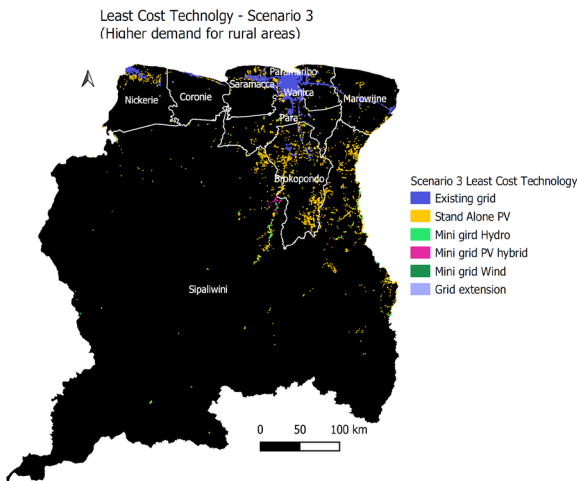 Least Cost Technolgy - Scenario 3
(Higher demand for rural areas)
Paramaribo
Saramacca
Wanica
Nickerie
Coronie
Marowijne
Para
Brokopondo
Sipaliwini
Scenario 3 Least Cost Technology
Existing grid
Stand Alone PV
Mini gird Hydro
Mini grid PV hybrid
Mini grid Wind
Grid extension
0 50 100 km